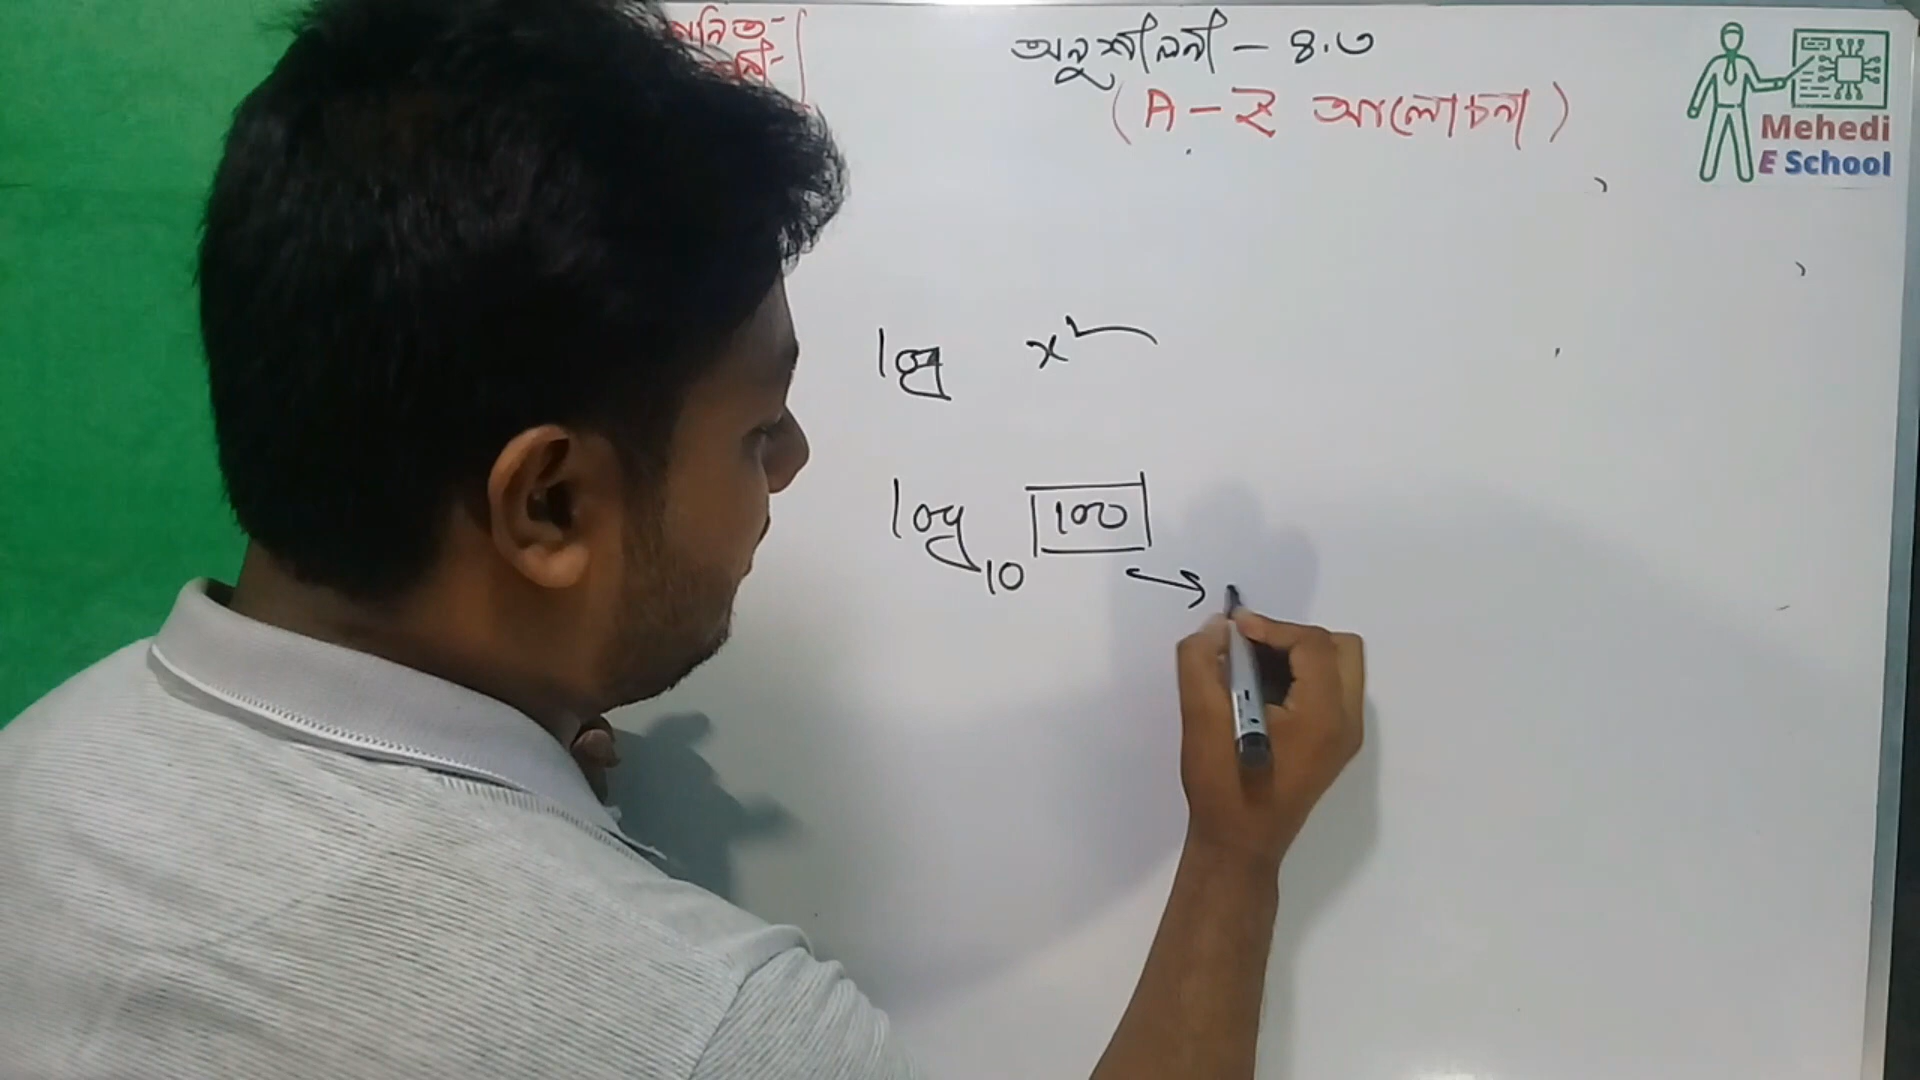 অনুশীলনী - ৪.৩
(A - Z আলোচনা)
Mehedi
E School
log x²
log₁₀ 100